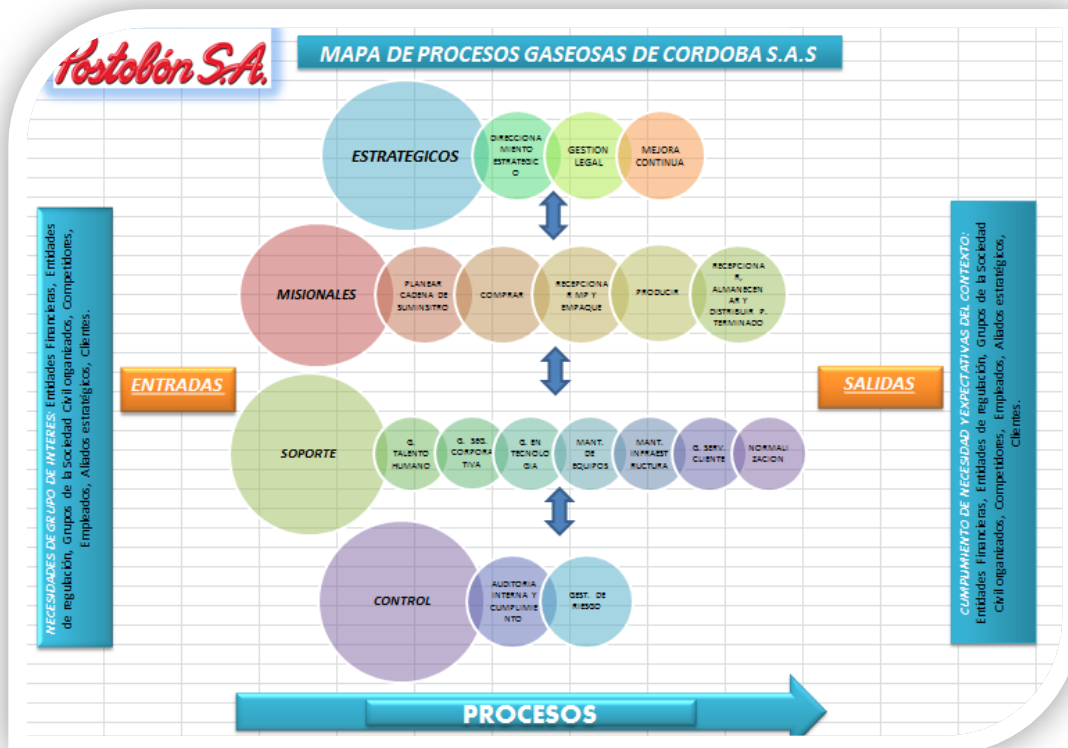 Postobón S.A.
MAPA DE PROCESOS GASEOSAS DE CORDOBA S.A.S
ESTRATEGICOS
DIRECCIONA
MIENTO
ESTRATEGIC
O
GESTION
LEGAL
MEJORA
CONTINUA
NECESIDADES DE GRUPO DE INTERES: Entidades Financieras, Entidades
de regulación, Grupos de la Sociedad Civil organizados, Competidores,
Empleados, Aliados estratégicos, Clientes.
ENTRADAS
MISIONALES
PLANEAR
CADENA DE
SUMINSITRO
COMPRAR
RECEPCIONA
R MP Y
EMPAQUE
PRODUCIR
RECEPCIONA
R,
ALMANECEN
AR Y
DISTRIBUIR P.
TERMINADO
SOPORTE
G.
TALENTO
HUMANO
G. SEG.
CORPORA
TIVA
G. EN
TECNOLO
GIA
MANT.
DE
EQUIPOS
MANT.
INFRAEST
RUCTURA
G. SERV.
CLIENTE
NORMALI
ZACION
CONTROL
AUDITORIA
INTERNA Y
CUMPLIMIE
NTO
GEST. DE
RIESGO
SALIDAS
CUMPLIMIENTO DE NECESIDAD Y EXPECTATIVAS DEL CONTEXTO:
Entidades Financieras, Entidades de regulación, Grupos de la Sociedad
Civil organizados, Competidores, Empleados, Aliados estratégicos,
Clientes.
PROCESOS